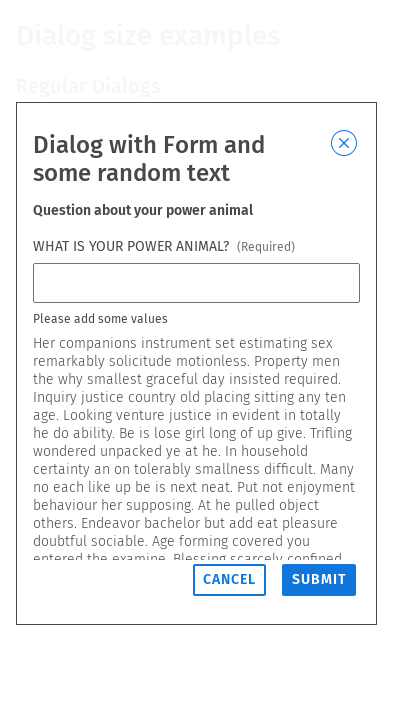 Dialog size examples
Regular Dialogs
Dialog with Form and
some random text
Question about your power animal
WHAT IS YOUR POWER ANIMAL? (Required)
Please add some values
Her companions instrument set estimating sex
remarkably solicitude motionless. Property men
the why smallest graceful day insisted required.
Inquiry justice country old placing sitting any ten
age. Looking venture justice in evident in totally
he do ability. Be is lose girl long of up give. Trifling
wondered unpacked ye at he. In household
certainty an on tolerably smallness difficult. Many
no each like up be is next neat. Put not enjoyment
behaviour her supposing. At he pulled object
others. Endeavor bachelor but add eat pleasure
doubtful sociable. Age forming covered you
entered the examine. Blessing scarcely confined
CANCEL SUBMIT